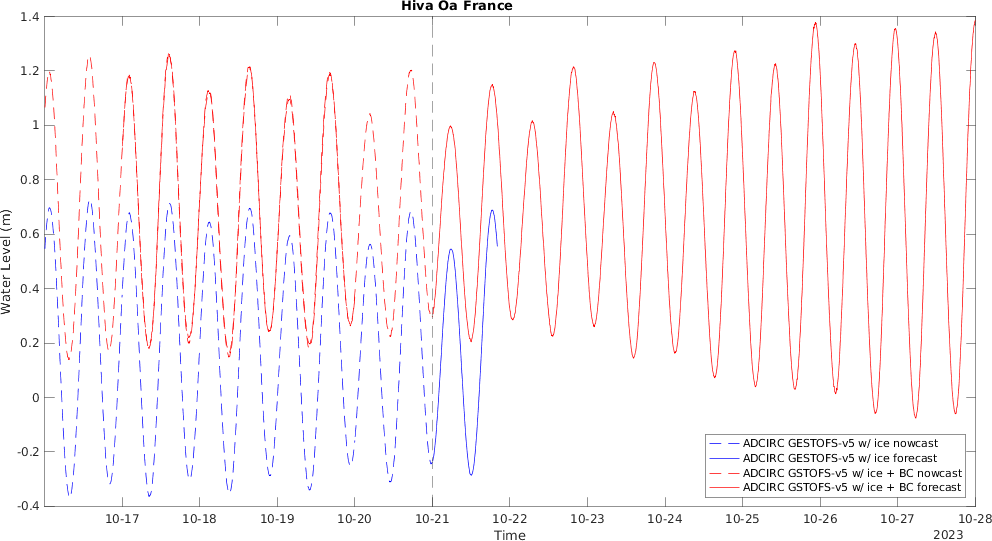 Hiva Oa France
1.4
1.2
1
0.8
0.6
0.4
0.2
0
-0.2
-0.4
Water Level (m)
10-17 10-18 10-19 10-20 10-21 10-22 10-23 10-24 10-25 10-26 10-27 10-28
Time
2023
ADCIRC GESTOFS-v5 w/ ice nowcast
ADCIRC GESTOFS-v5 w/ ice forecast
ADCIRC GSTOFS-v5 w/ ice + BC nowcast
ADCIRC GSTOFS-v5 w/ ice + BC forecast